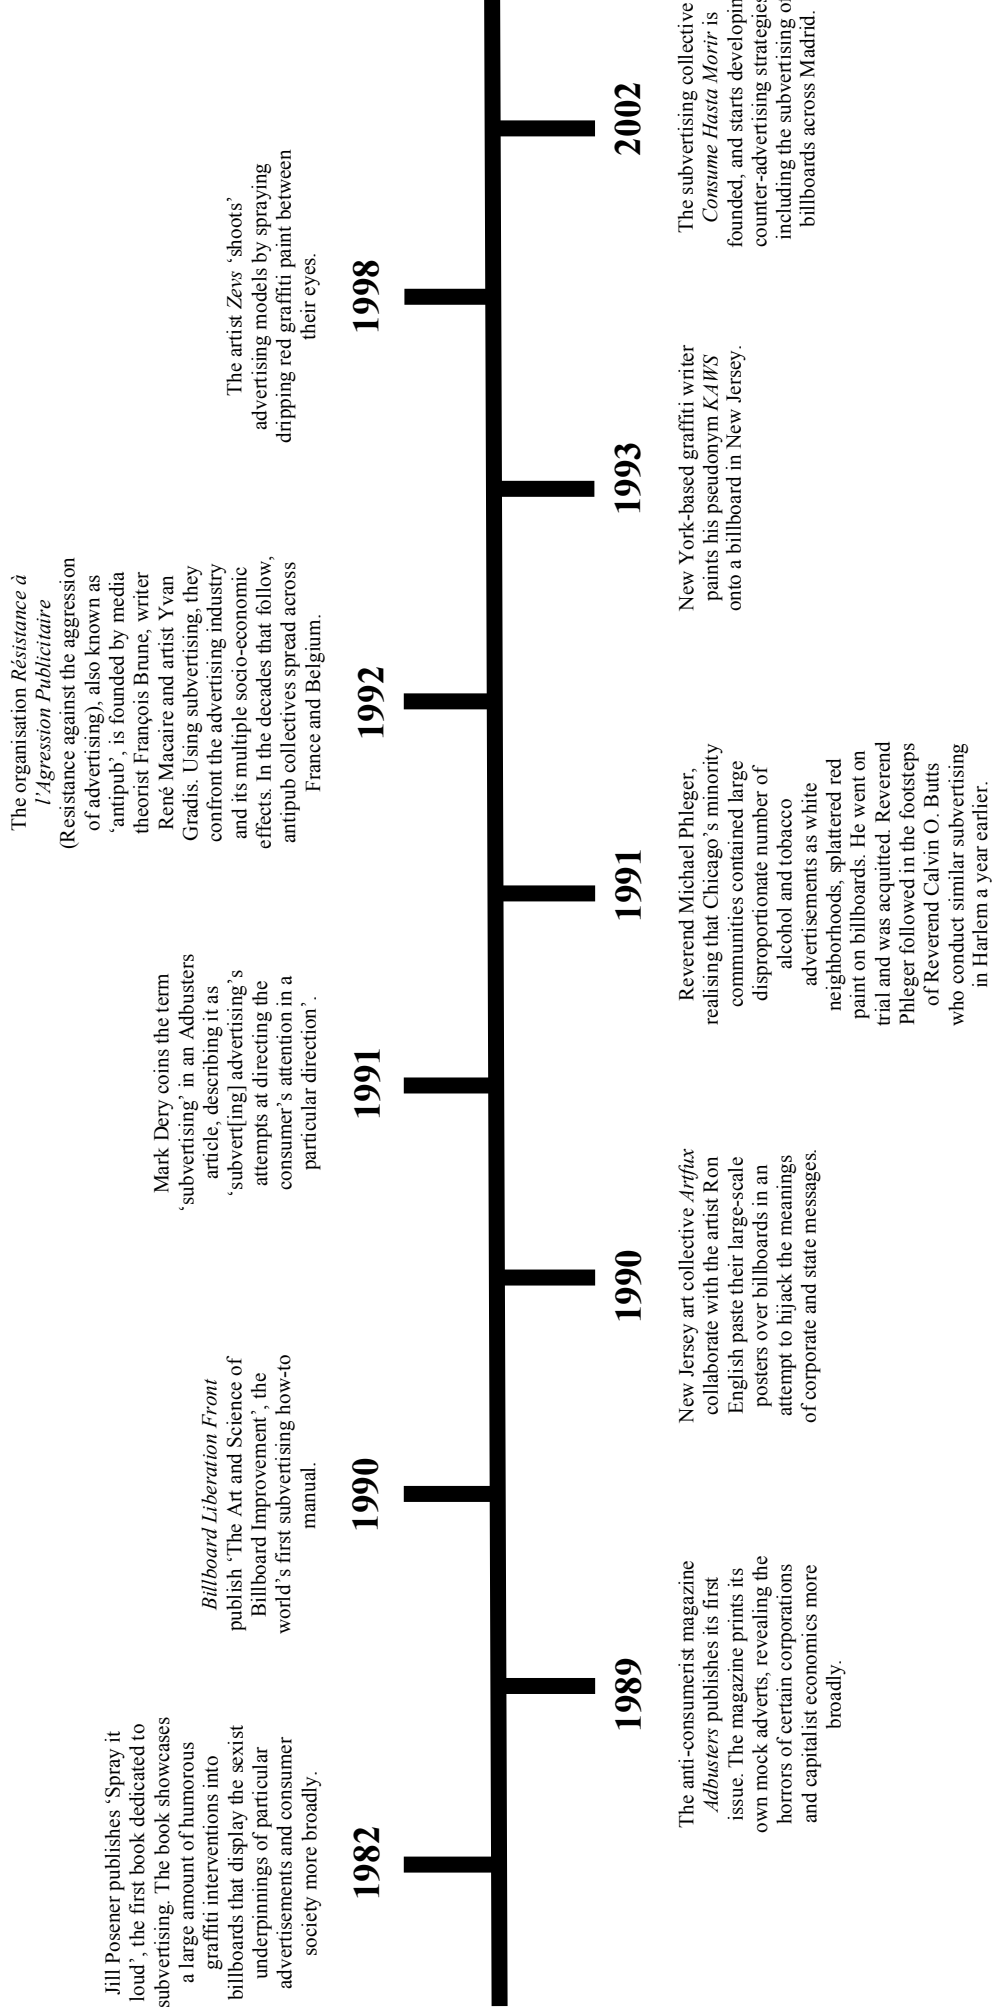 Jill Posener publishes ‘Spray it
loud’, the first book dedicated to
subvertising. The book showcases
a large amount of humorous
graffiti interventions into
billboards that display the sexist
underpinnings of particular
advertisements and consumer
society more broadly.
1982
1989
The anti-consumerist magazine
Adbusters publishes its first
issue. The magazine prints its
own mock adverts, revealing the
horrors of certain corporations
and capitalist economics more
broadly.
Billboard Liberation Front
publish ‘The Art and Science of
Billboard Improvement’, the
world’s first subvertising how-to
manual.
1990
1990
New Jersey art collective Artfux
collaborate with the artist Ron
English paste their large-scale
posters over billboards in an
attempt to hijack the meanings
of corporate and state messages.
Mark Dery coins the term
‘subvertising’ in an Adbusters
article, describing it as
‘subvert[ing] advertising’s
attempts at directing the
consumer’s attention in a
particular direction’.
1991
1991
Reverend Michael Phleger,
realising that Chicago’s minority
communities contained large
disproportionate number of
alcohol and tobacco
advertisements as white
neighborhoods, splattered red
paint on billboards. He went on
trial and was acquitted. Reverend
Phleger followed in the footsteps
of Reverend Calvin O. Butts
who conduct similar subvertising
in Harlem a year earlier.
The organisation Résistance à
l’Agression Publicitaire
(Resistance against the aggression
of advertising), also known as
‘antipub’, is founded by media
theorist François Brune, writer
René Macaire and artist Yvan
Gradis. Using subvertising, they
confront the advertising industry
and its multiple socio-economic
effects. In the decades that follow,
antipub collectives spread across
France and Belgium.
1992
1993
New York-based graffiti writer
paints his pseudonym KAWS
onto a billboard in New Jersey.
The artist Zevs ‘shoots’
advertising models by spraying
dripping red graffiti paint between
their eyes.
1998
2002
The subvertising collective
Consume Hasta Morir is
founded, and starts developin
counter-advertising strategies
including the subvertising of
billboards across Madrid.